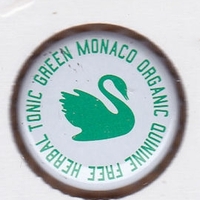 GREEN MONACO ORGANIC QUININE FREE HERBAL TONIC